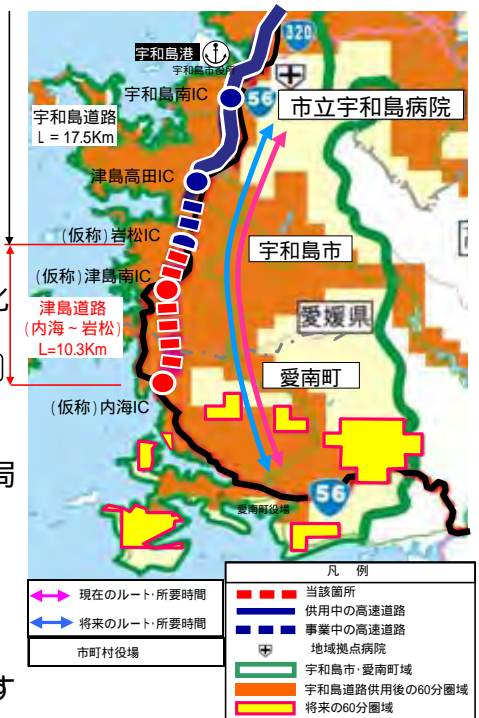 320
宇和島港
宇和島市役所
宇和島南IC
56
市立宇和島病院
宇和島道路
L = 17.5Km
津島高田IC
(仮称)岩松IC
宇和島市
(仮称)津島南IC
津島道路
(内海~岩松)
L=10.3Km
愛媛県
愛南町
(仮称)内海IC
局
56
愛南町役場
現在のルート・所要時間
将来のルート・所要時間
市町村役場
す
凡 例
当該箇所
供用中の高速道路
事業中の高速道路
地域拠点病院
宇和島市・愛南町域
宇和島道路供用後の60分圏域
将来の60分圏域